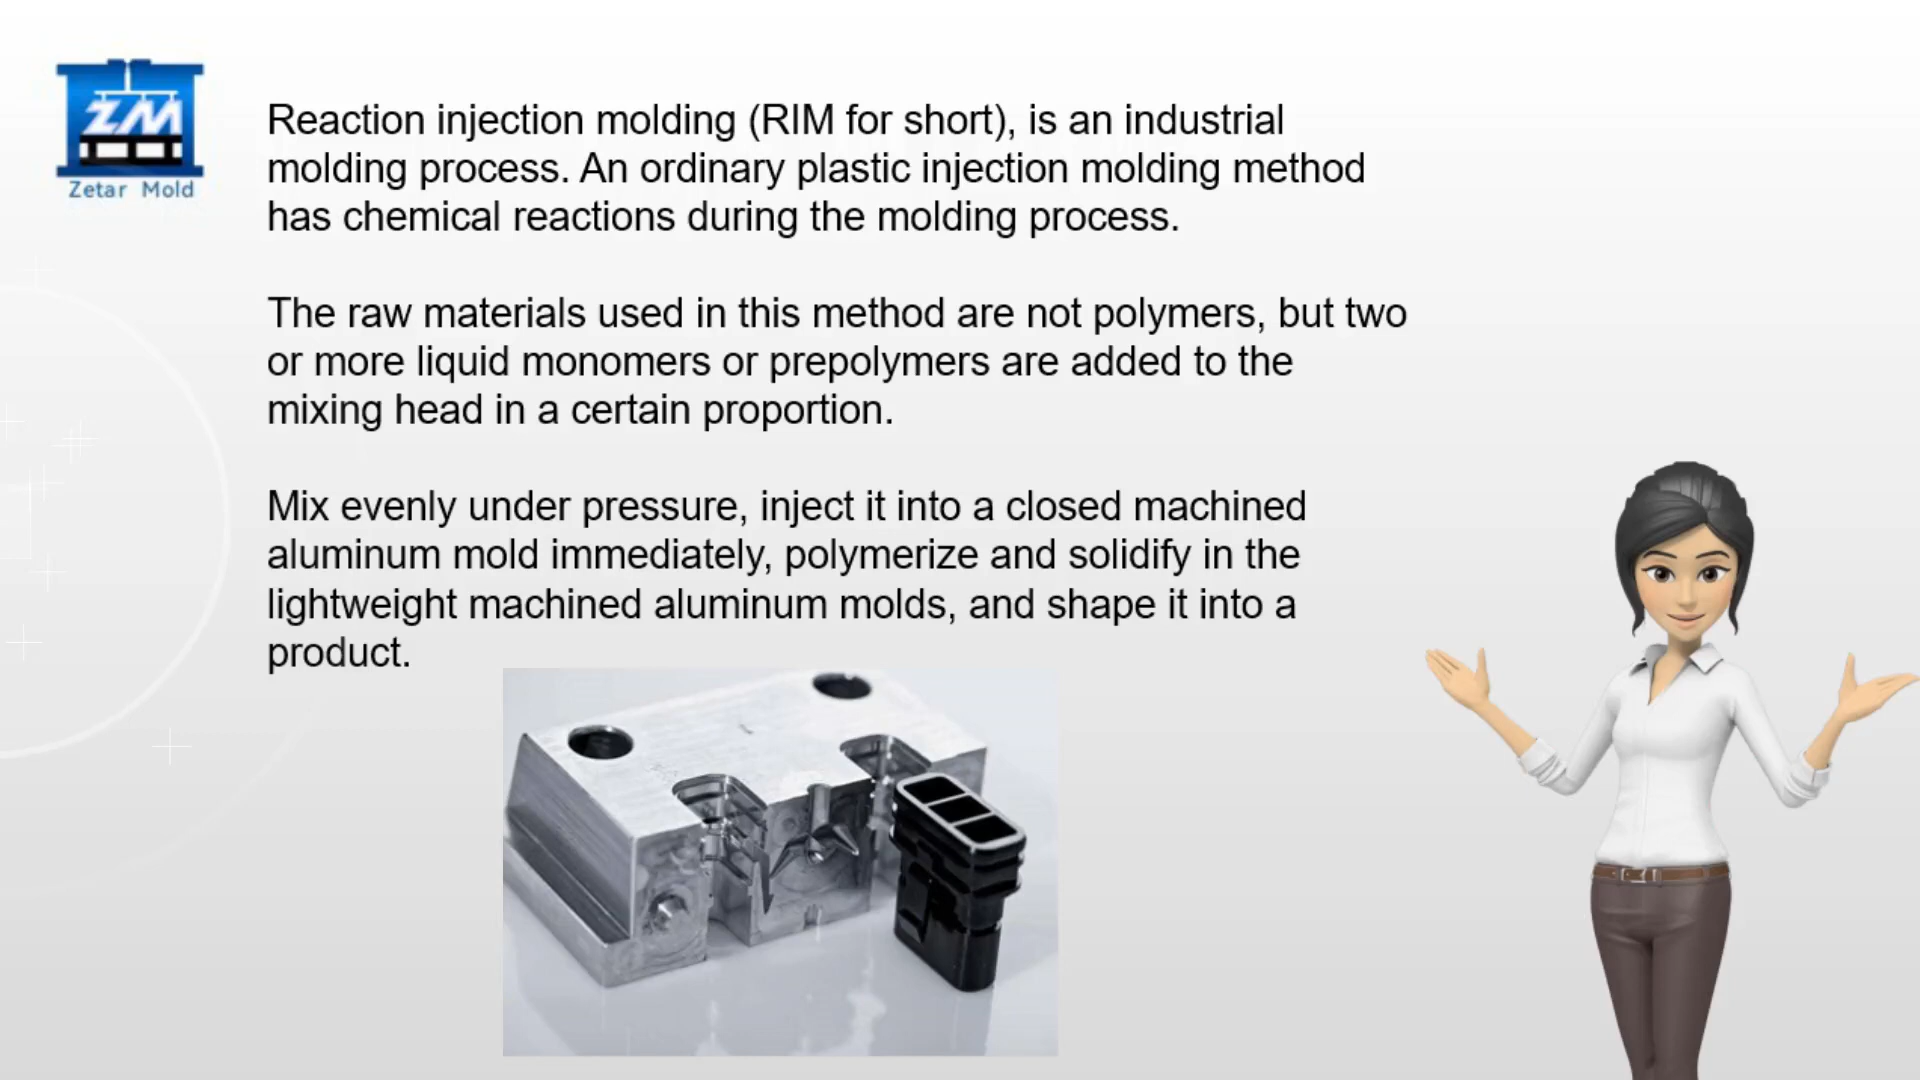 ZM
Zetar Mold
Reaction injection molding (RIM for short), is an industrial
molding process. An ordinary plastic injection molding method
has chemical reactions during the molding process.
The raw materials used in this method are not polymers, but two
or more liquid monomers or prepolymers are added to the
mixing head in a certain proportion.
Mix evenly under pressure, inject it into a closed machined
aluminum mold immediately, polymerize and solidify in the
lightweight machined aluminum molds, and shape it into a
product.